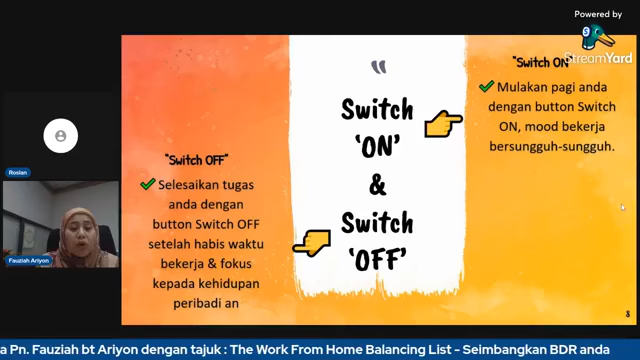 Powered by
StreamYard
"Switch ON"
Mulakan pagi anda
dengan button Switch
ON, mood bekerja
bersungguh-sungguh.
"
Switch
'ON'
&
Switch
'OFF'
"Switch OFF"
Selesaikan tugas
anda dengan
button Switch OFF
setelah habis waktu
bekerja & fokus
kepada kehidupan
peribadi an
8
Roslan
Fauziah Ariyon
a Pn. Fauziah bt Ariyon dengan tajuk : The Work From Home Balancing List - Seimbangkan BDR anda